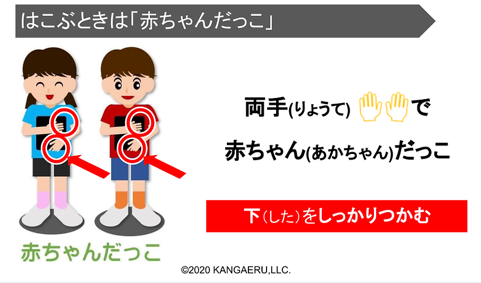 はこぶときは「赤ちゃんだっこ」
両手(りょうて)🙌で
赤ちゃん(あかちゃん)だっこ
下(した)をしっかりつかむ
赤ちゃんだっこ
©2020 KANGAERU,LLC.